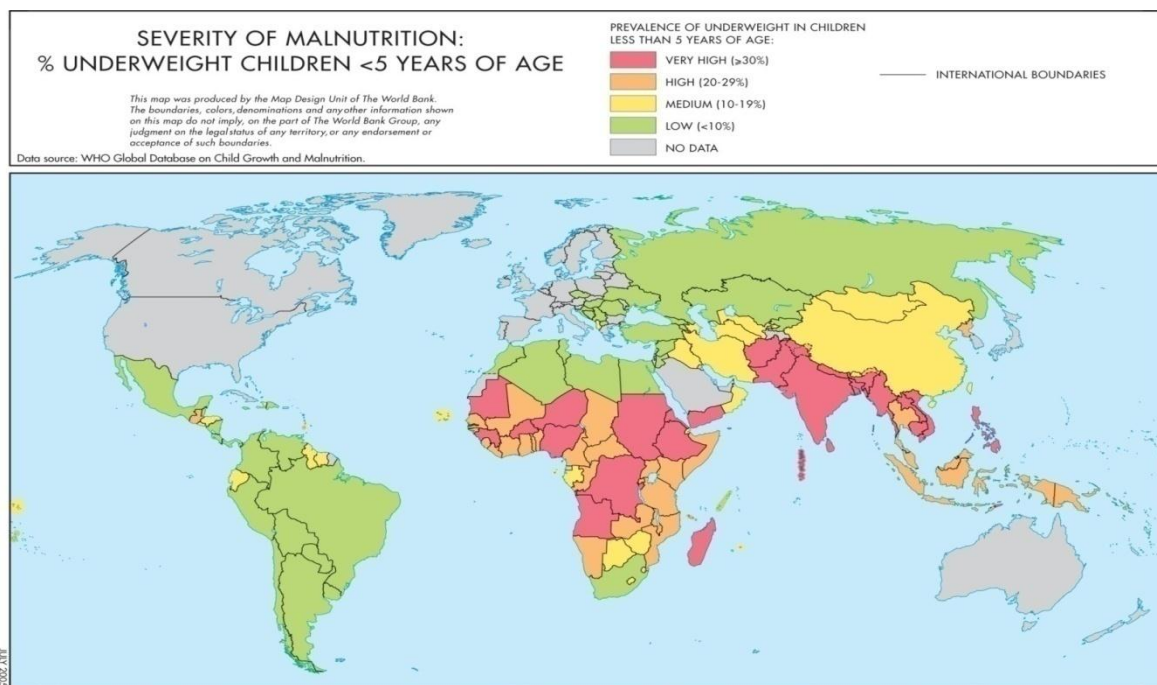 SEVERITY OF MALNUTRITION:
% UNDERWEIGHT CHILDREN <5 YEARS OF AGE
This map was produced by the Map Design Unit of The World Bank.
The boundaries, colors, denominations and any other information shown
on this map do not imply, on the part of The World Bank Group, any
judgment on the legal status of any territory, or any endorsement or
acceptance of such boundaries.
Data source: WHO Global Database on Child Growth and Malnutrition.
PREVALENCE OF UNDERWEIGHT IN CHILDREN
LESS THAN 5 YEARS OF AGE:
VERY HIGH (≥30%)
HIGH (20-29%)
MEDIUM (10-19%)
LOW (<10%)
NO DATA
INTERNATIONAL BOUNDARIES
JULY